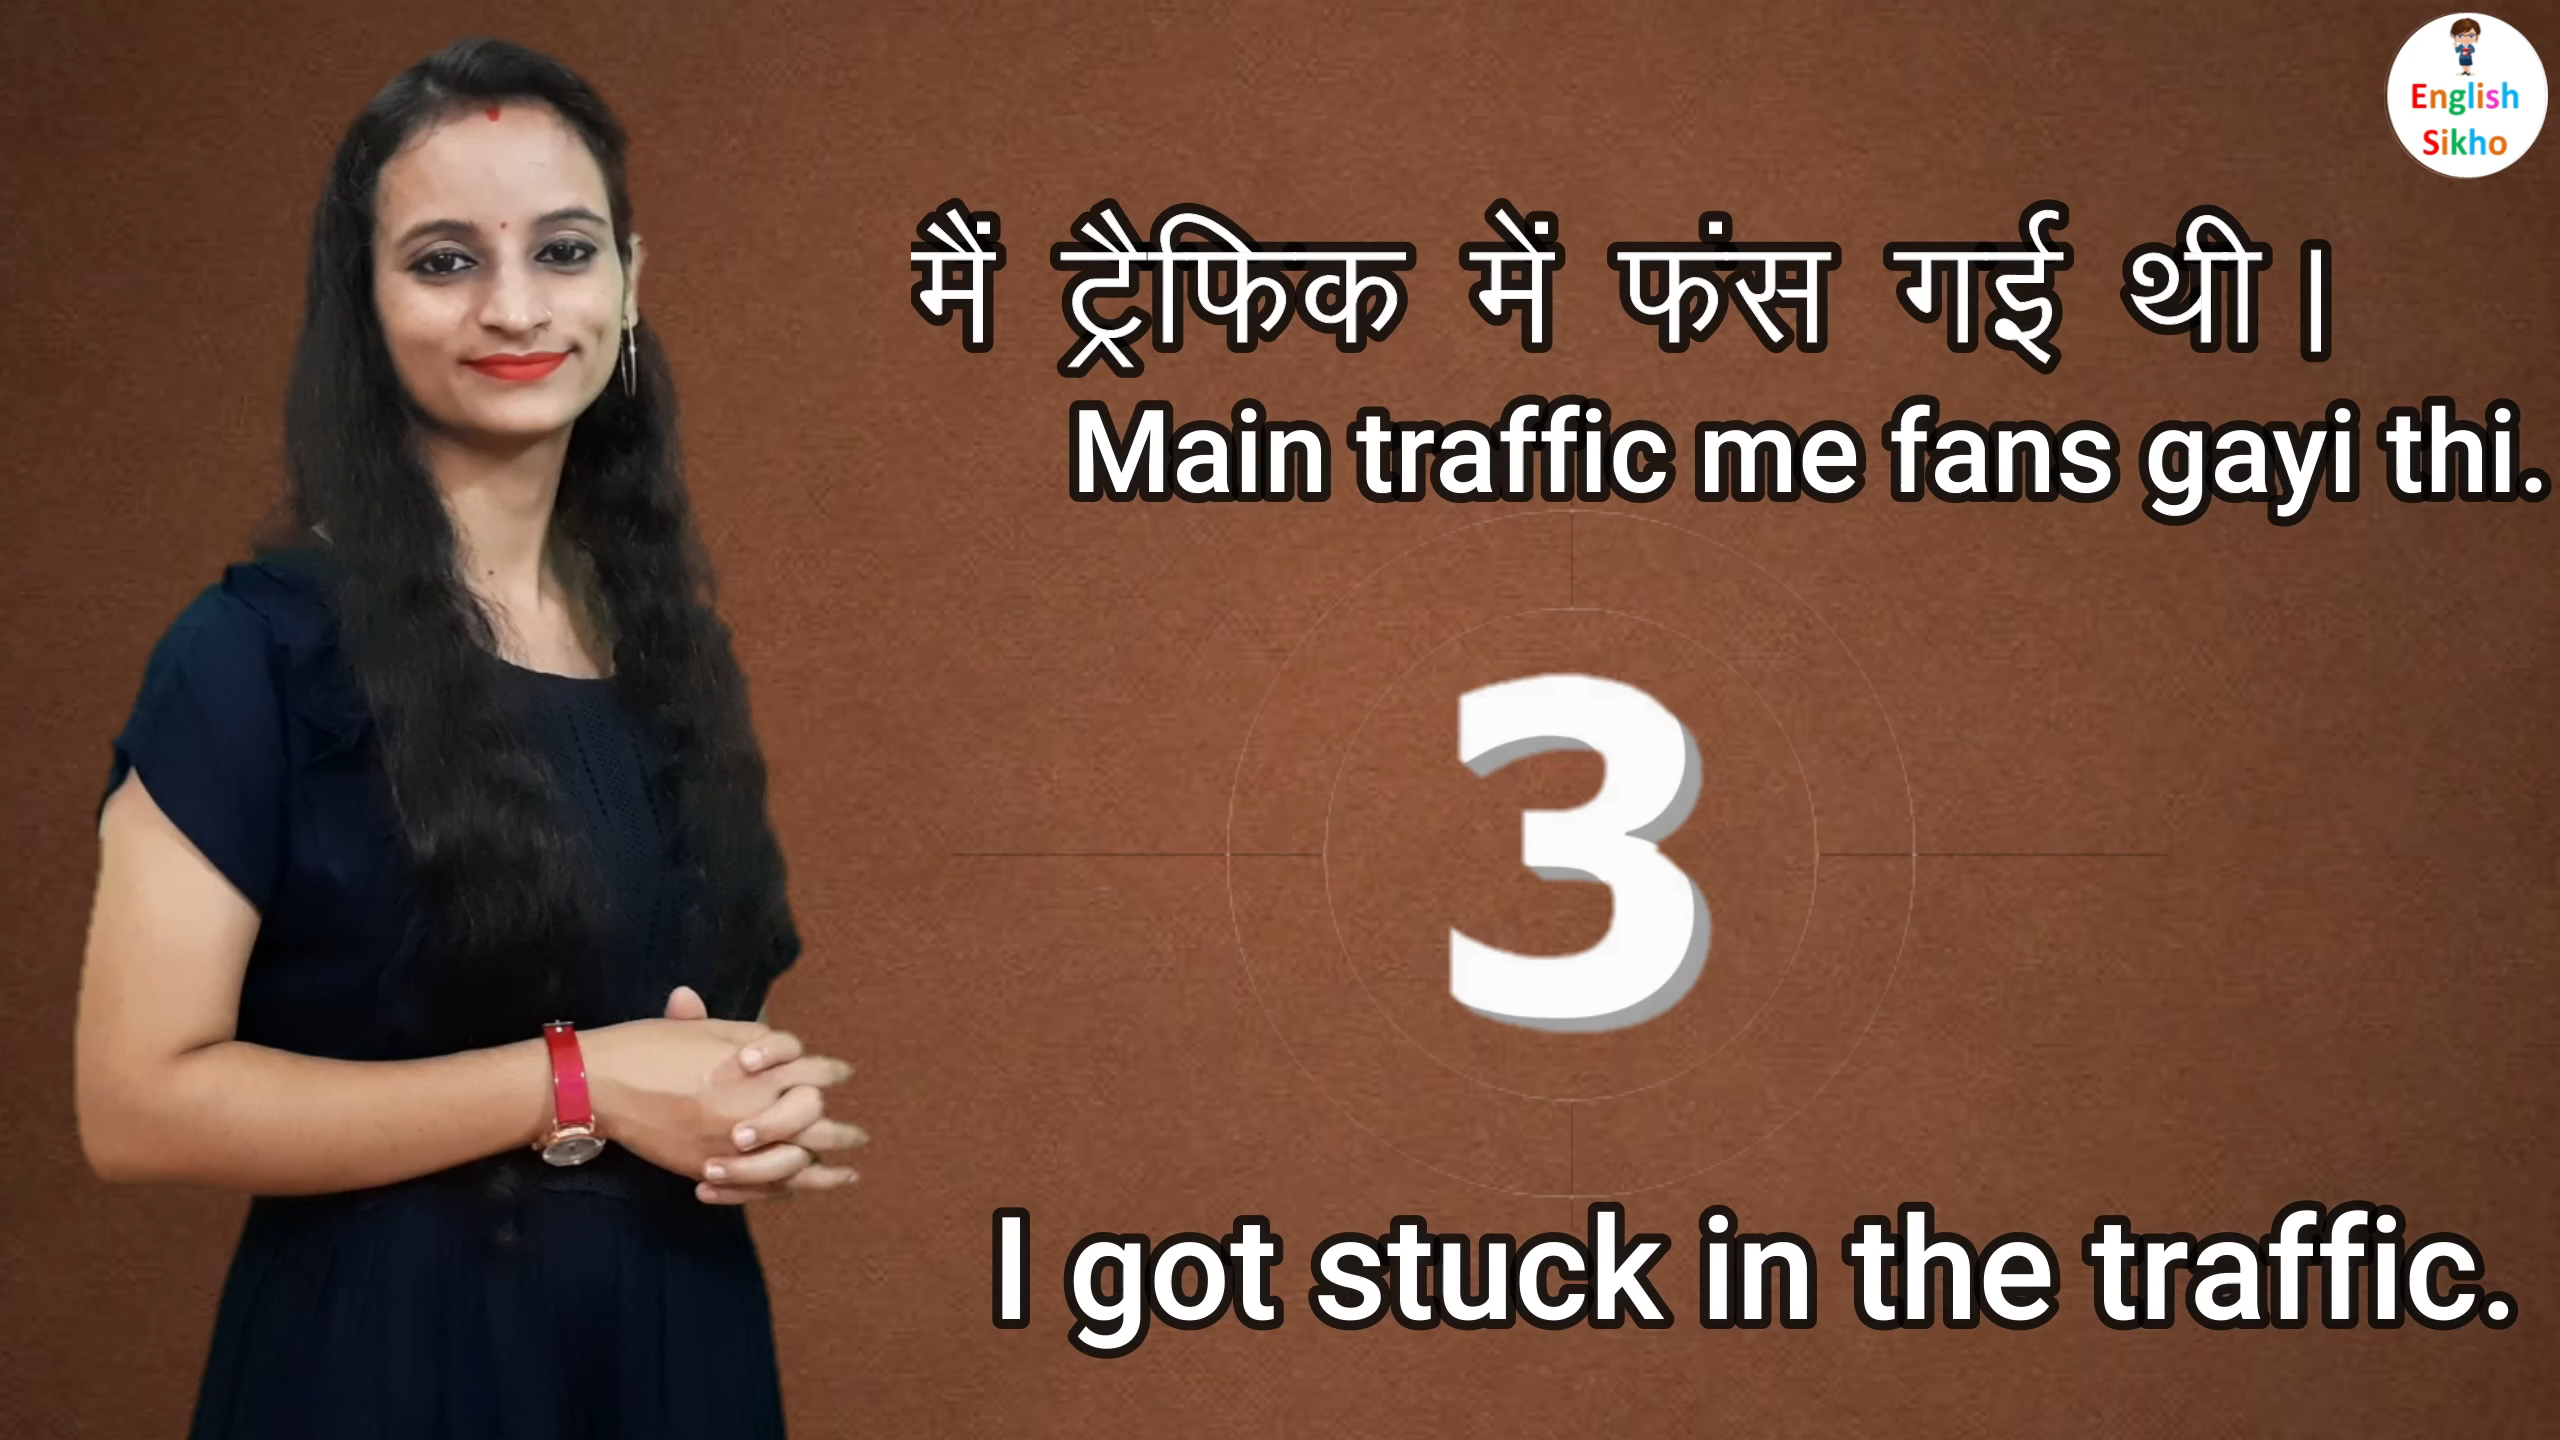 English
Sikho
मैं ट्रैफिक में फंस गई थी।
Main traffic me fans gayi thi.
3
I got stuck in the traffic.